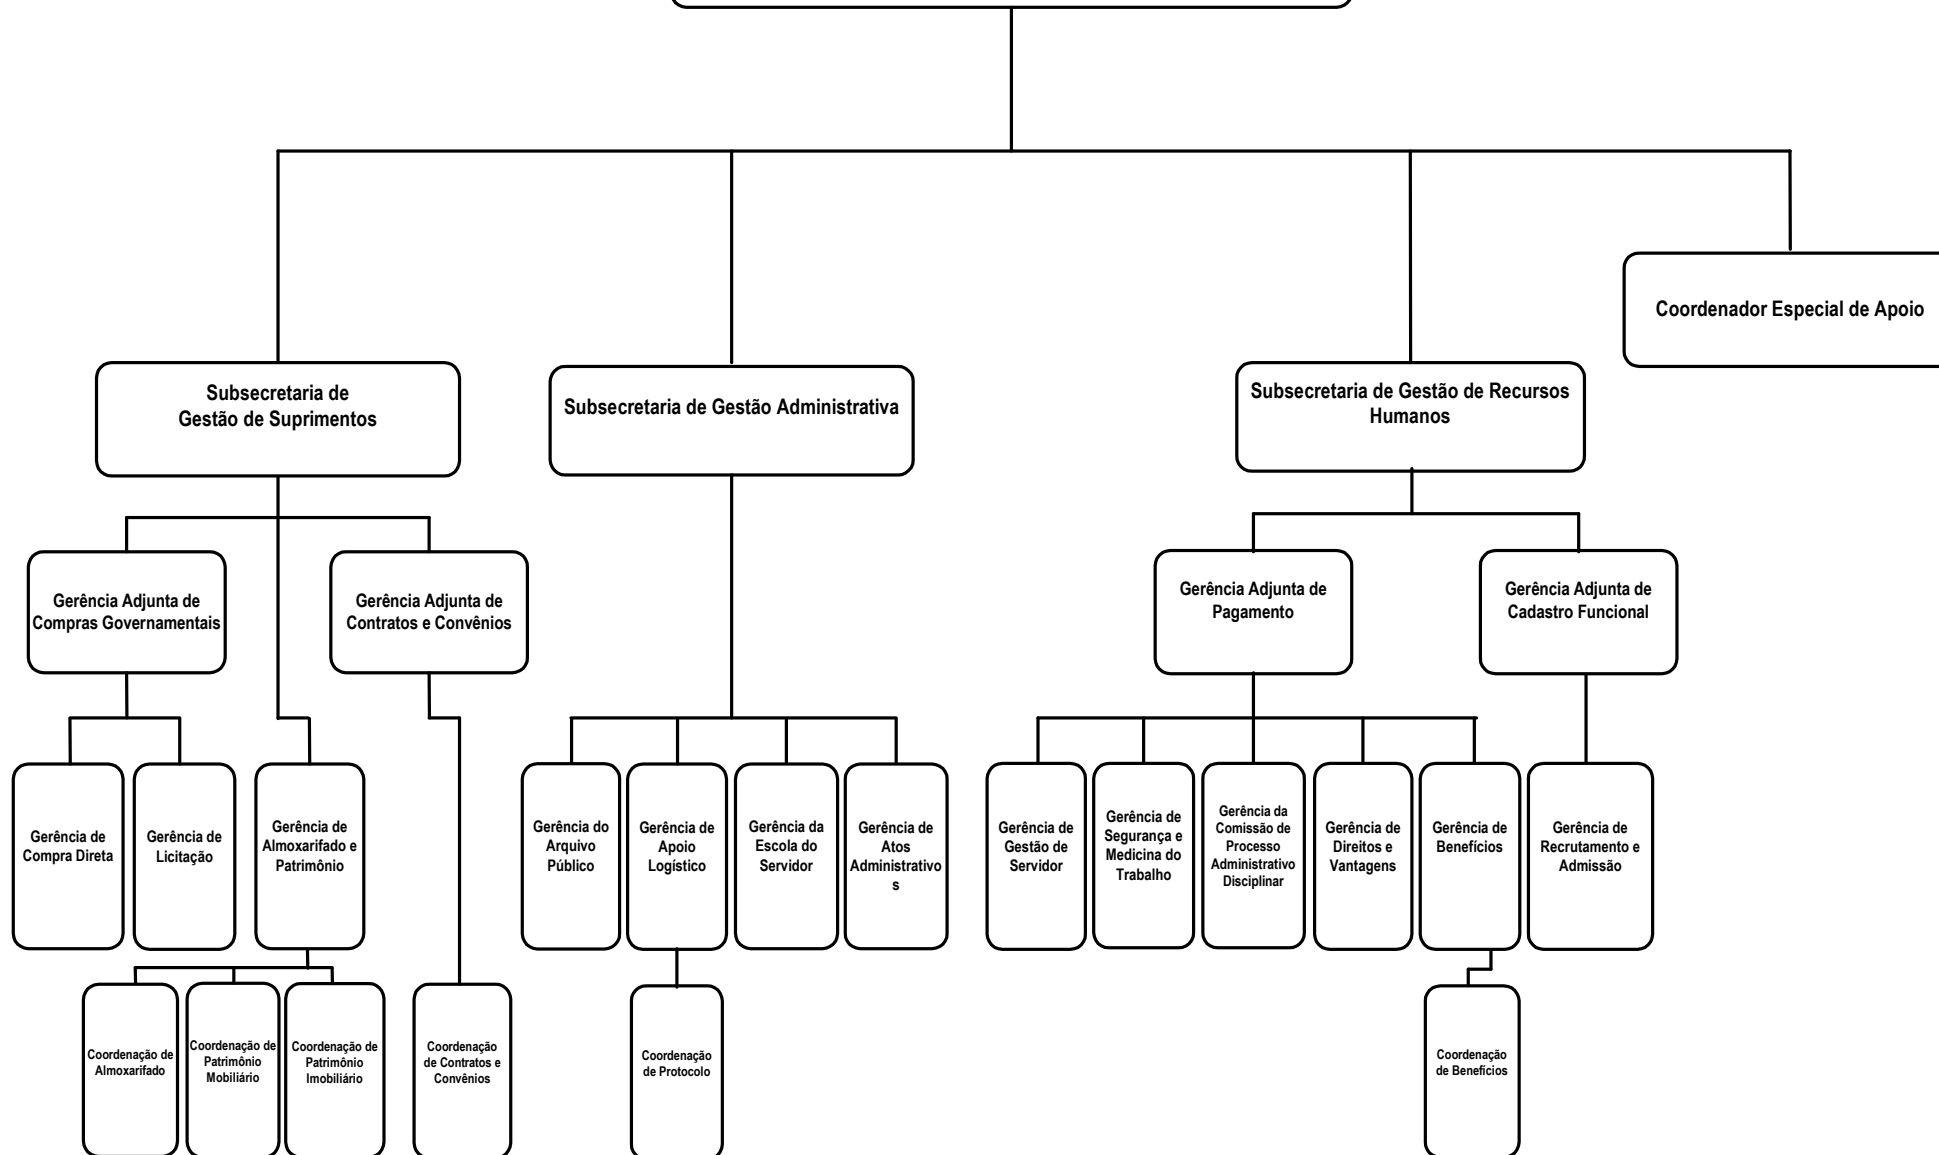 Coordenador Especial de Apoio
Subsecretaria de
Gestão de Suprimentos
Subsecretaria de Gestão Administrativa
Subsecretaria de Gestão de Recursos
Humanos
Gerência Adjunta de
Compras Governamentais
Gerência Adjunta de
Contratos e Convênios
Gerência Adjunta de
Pagamento
Gerência Adjunta de
Cadastro Funcional
Gerência de
Compra Direta
Gerência de
Licitação
Gerência de
Almoxarifado e
Patrimônio
Gerência do
Arquivo
Público
Gerência de
Apoio
Logístico
Gerência da
Escola do
Servidor
Gerência de
Atos
Administrativo
s
Gerência de
Gestão de
Servidor
Gerência de
Segurança e
Medicina do
Trabalho
Gerência da
Comissão de
Processo
Administrativo
Disciplinar
Gerência de
Direitos e
Vantagens
Gerência de
Benefícios
Gerência de
Recrutamento e
Admissão
Coordenação de
Almoxarifado
Coordenação de
Patrimônio
Mobiliário
Coordenação de
Patrimônio
Imobiliário
Coordenação
de Contratos e
Convênios
Coordenação
de Protocolo
Coordenação
de Benefícios